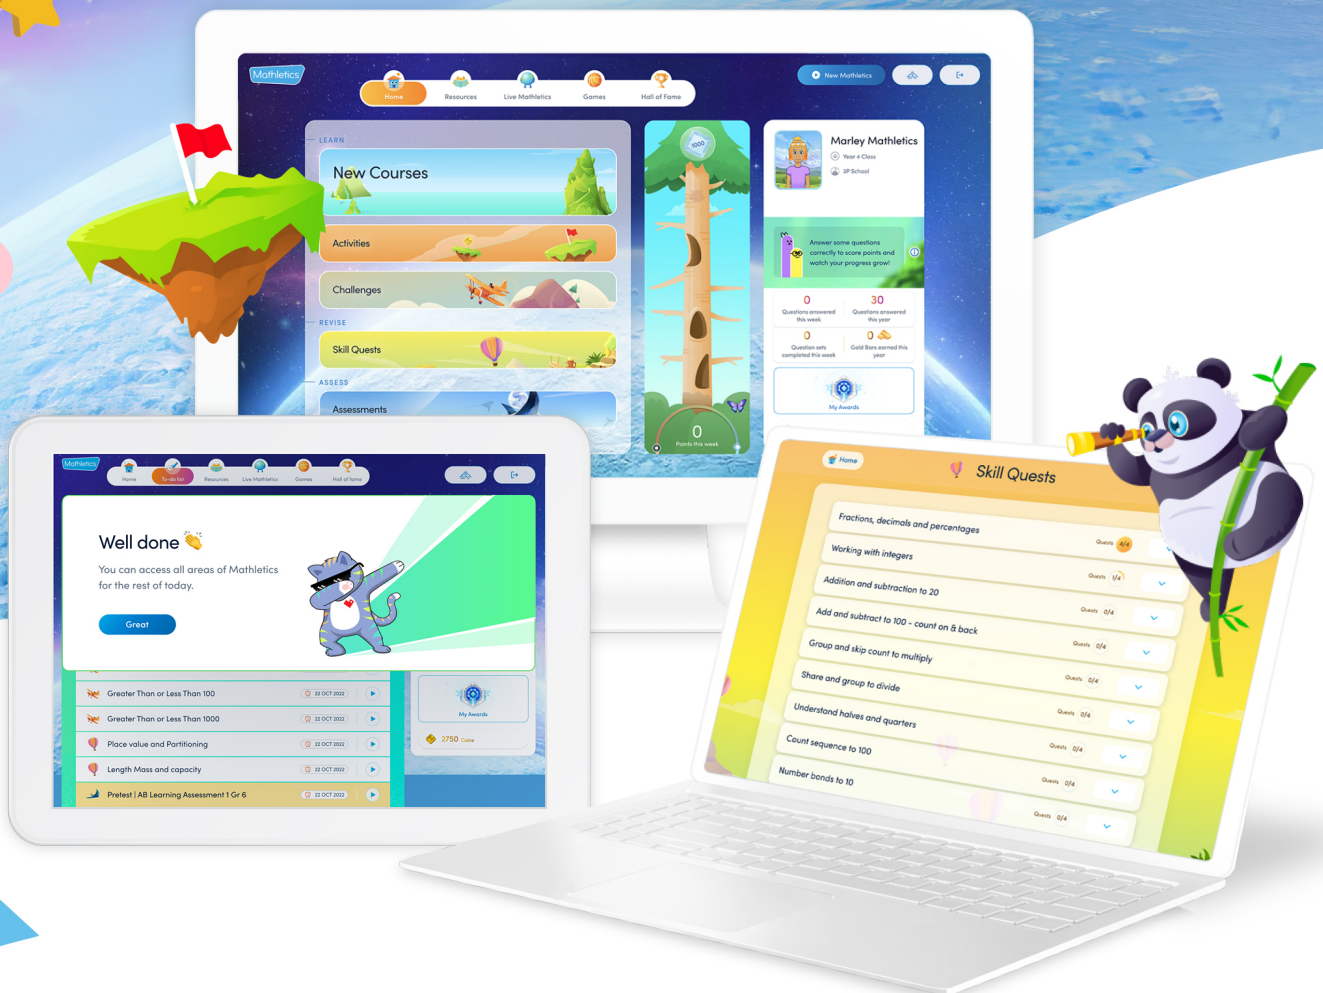 Mathletics
Home
Resources
Live Mathletics
Games
Hall of Fame
New Mathletics
LEARN
New Courses
Activities
Challenges
REVISE
Skill Quests
ASSESS
Assessments
1000
0
Points this week
Marley Mathletics
Year 4 Class
3P School
Answer some questions
correctly to score points and
watch your progress grow!
0
Questions answered
this week
30
Questions answered
this year
0
Question sets
completed this week
0
Gold Bars earned this
year
My Awards
Mathletics
Home
To-do list
Resources
Live Mathletics
Games
Hall of fame
Well done
You can access all areas of Mathletics
for the rest of today.
Great
Greater Than or Less Than 100
22 OCT 2022
Greater Than or Less Than 1000
22 OCT 2022
Place value and Partitioning
22 OCT 2022
Length Mass and capacity
22 OCT 2022
Pretest | AB Learning Assessment 1 Gr 6
22 OCT 2022
My Awards
2750 Coins
Home
Skill Quests
Fractions, decimals and percentages
Quests 4/4
Working with integers
Quests 1/4
Addition and subtraction to 20
Quests 0/4
Add and subtract to 100 - count on & back
Quests 0/4
Group and skip count to multiply
Quests 0/4
Share and group to divide
Quests 0/4
Understand halves and quarters
Quests 0/4
Count sequence to 100
Quests 0/4
Number bonds to 10
Quests 0/4